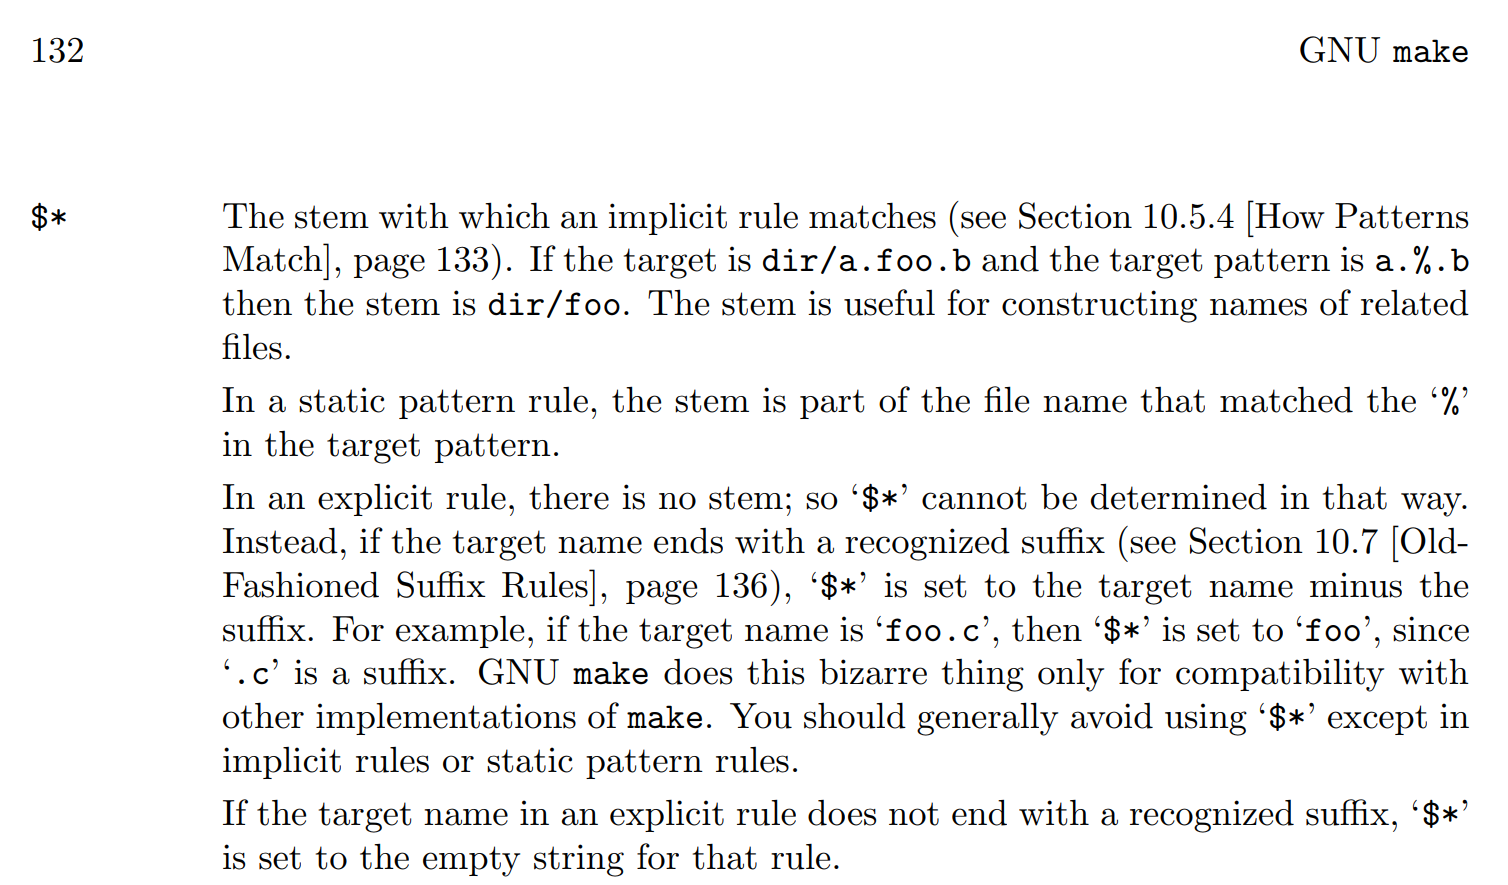 132 GNU make
$* The stem with which an implicit rule matches (see Section 10.5.4 [How Patterns
Match], page 133). If the target is dir/a.foo.b and the target pattern is a.%.b
then the stem is dir/foo. The stem is useful for constructing names of related
files.
In a static pattern rule, the stem is part of the file name that matched the ‘%’
in the target pattern.
In an explicit rule, there is no stem; so ‘$*’ cannot be determined in that way.
Instead, if the target name ends with a recognized suffix (see Section 10.7 [Old-
Fashioned Suffix Rules], page 136), ‘$*’ is set to the target name minus the
suffix. For example, if the target name is ‘foo.c’, then ‘$*’ is set to ‘foo’, since
‘.c’ is a suffix. GNU make does this bizarre thing only for compatibility with
other implementations of make. You should generally avoid using ‘$*’ except in
implicit rules or static pattern rules.
If the target name in an explicit rule does not end with a recognized suffix, ‘$*’
is set to the empty string for that rule.